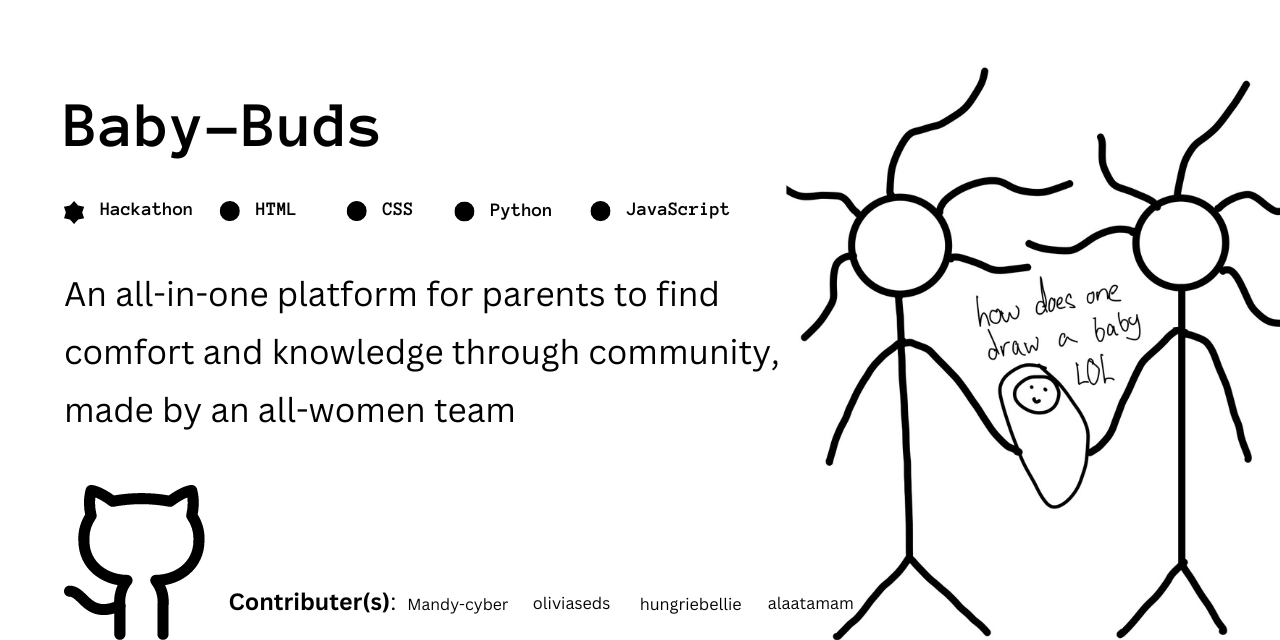 Baby-Buds
Hackathon HTML CSS Python JavaScript
An all-in-one platform for parents to find
comfort and knowledge through community,
made by an all-women team
how does one
draw a baby
LOL
Contributer(s): Mandy-cyber oliviaseds hungriebellie alaatamam